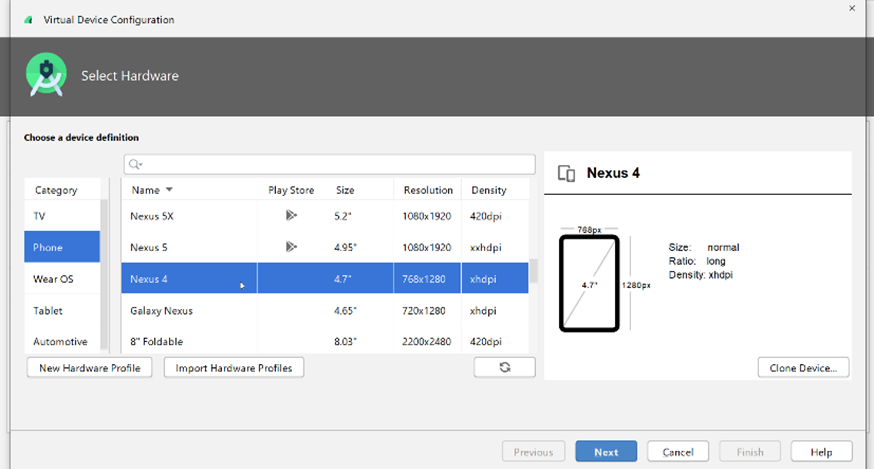 Virtual Device Configuration
Select Hardware
Choose a device definition
Category
TV
Phone
Wear OS
Tablet
Automotive
Name Play Store Size Resolution Density
Nexus 5X 5.2" 1080x1920 420dpi
Nexus 5 4.95" 1080x1920 xxhdpi
Nexus 4 4.7" 768x1280 xhdpi
Galaxy Nexus 4.65" 720x1280 xhdpi
8" Foldable 8.03" 2200x2480 420dpi
New Hardware Profile Import Hardware Profiles
Nexus 4
768px
4.7"
1280px
Size: normal
Ratio: long
Density: xhdpi
Clone Device...
Previous Next Cancel Finish Help